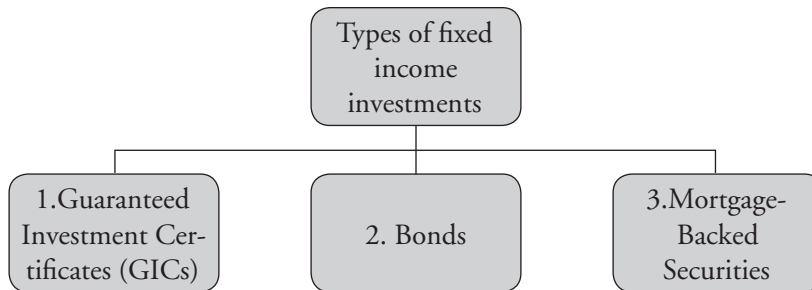 Types of fixed
income
investments
1.Guaranteed
Investment Cer-
tificates (GICs)
2. Bonds
3.Mortgage-
Backed
Securities